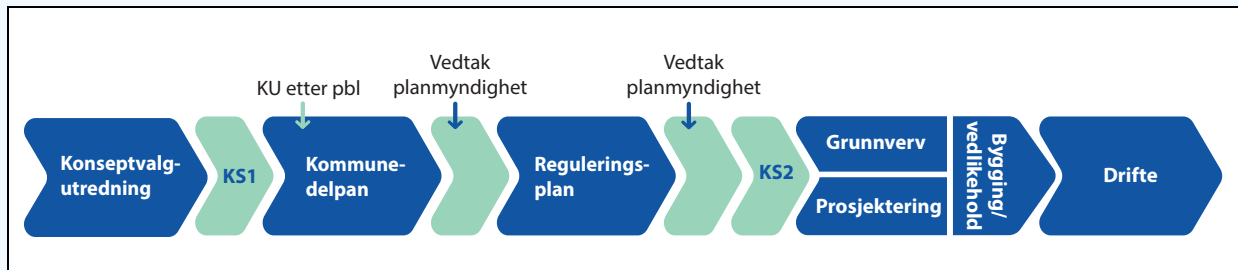 KU etter pbl
Vedtak
planmyndighet
Vedtak
planmyndighet
Konseptvalg-
utredning
KS1
Kommune-
delpan
Regulerings-
plan
KS2
Grunnverv
Prosjektering
Bygging/
vedlikehold
Drifte